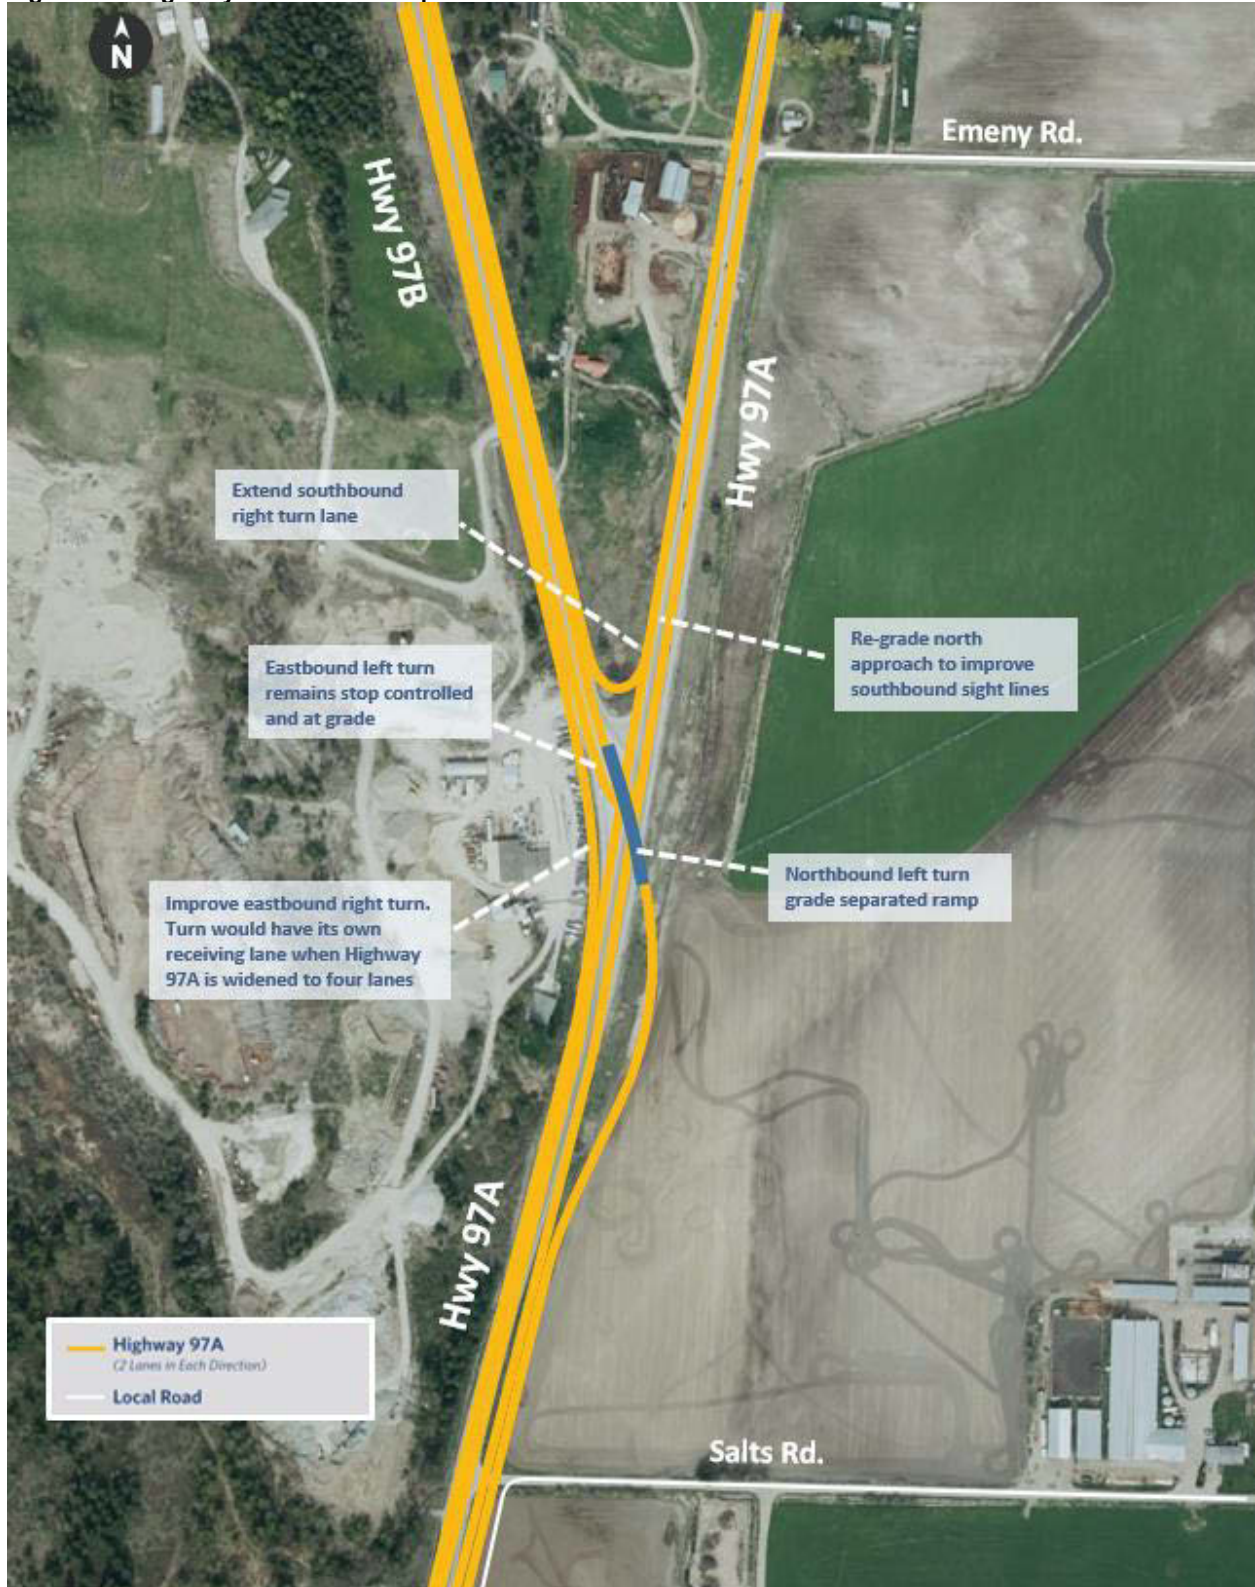 N
Emeny Rd.
Hwy 97B
Hwy 97A
Extend southbound
right turn lane
Re-grade north
approach to improve
southbound sight lines
Eastbound left turn
remains stop controlled
and at grade
Northbound left turn
grade separated ramp
Improve eastbound right turn.
Turn would have its own
receiving lane when Highway
97A is widened to four lanes
Hwy 97A
Highway 97A
(2 Lanes in Each Direction)
Local Road
Salts Rd.